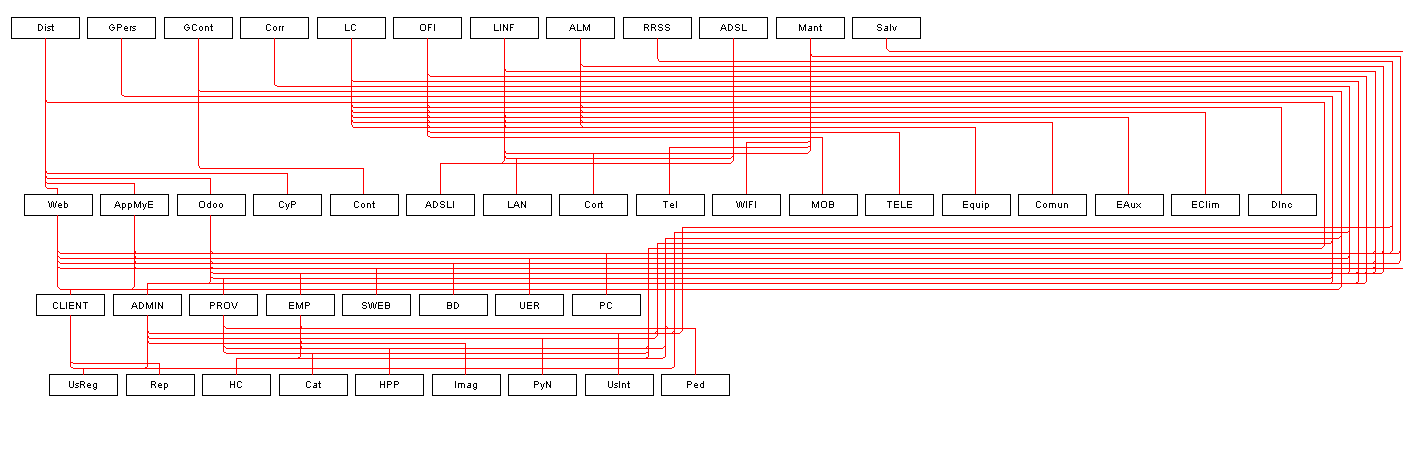 Dist GPers GCont Corr LC OFI LINF ALM RRSS ADSL Mant Salv
Web AppMyE Odoo CyP Cont ADSLI LAN Cort Tel WIFI MOB TELE Equip Comun EAux EClim DInc
CLIENT ADMIN PROV EMP SWEB BD UER PC
UsReg Rep HC Cat HPP Imag PyN UsInt Ped